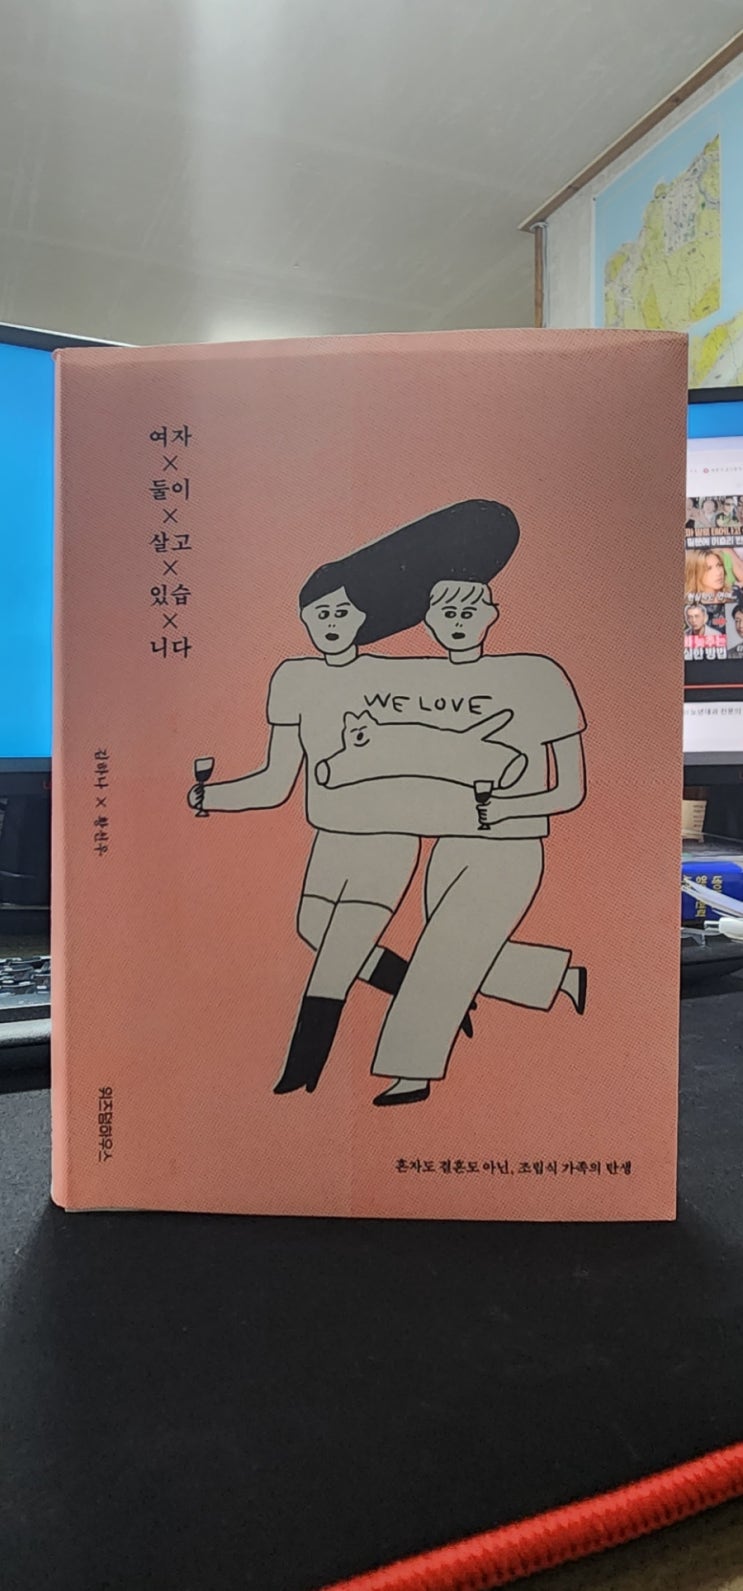 여자
×
둘이
×
살고
×
있습
×
니다
WE LOVE
김하나 × 황선우
위즈덤하우스
혼자도 결혼도 아닌, 조립식 가족의 탄생